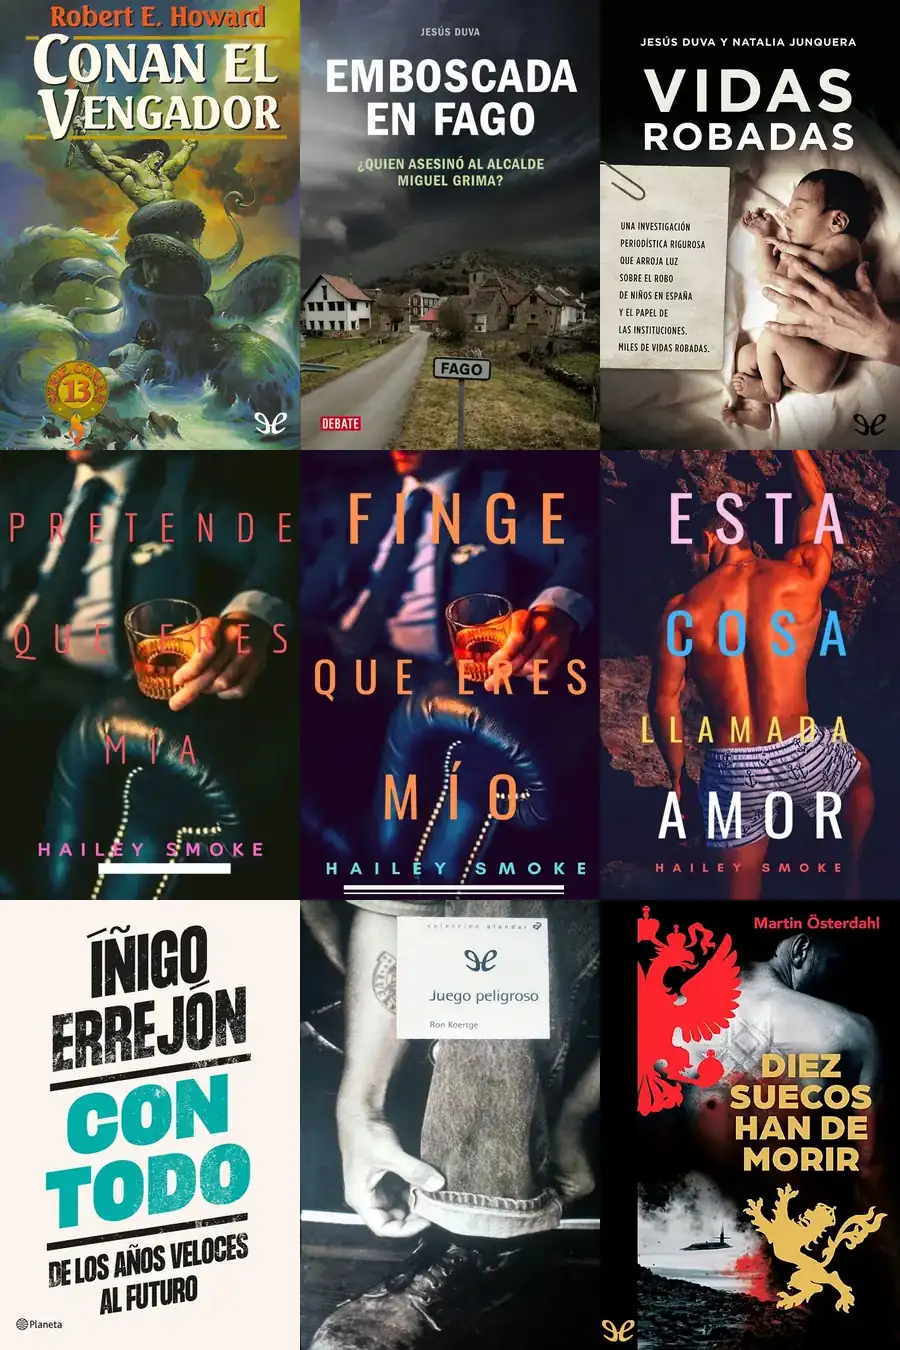 Robert E. Howard
CONAN EL
VENGADOR
SERIE CONAN
13
JESÚS DUVA
EMBOSCADA
EN FAGO
¿QUIEN ASESINÓ AL ALCALDE
MIGUEL GRIMA?
FAGO
DEBATE
JESÚS DUVA Y NATALIA JUNQUERA
VIDAS
ROBADAS
UNA INVESTIGACIÓN
PERIODÍSTICA RIGUROSA
QUE ARROJA LUZ
SOBRE EL ROBO
DE NIÑOS EN ESPAÑA
Y EL PAPEL DE
LAS INSTITUCIONES.
MILES DE VIDAS ROBADAS.
PRETENDE
QUE ERES
MÍA
HAILEY SMOKE
FINGE
QUE ERES
MÍO
HAILEY SMOKE
ESTA
COSA
LLAMADA
AMOR
HAILEY SMOKE
ÍÑIGO
ERREJÓN
CON
TODO
DE LOS AÑOS VELOCES
AL FUTURO
Planeta
colección alandar
Juego peligroso
Ron Koertge
Martin Österdahl
DIEZ
SUECOS
HAN DE
MORIR